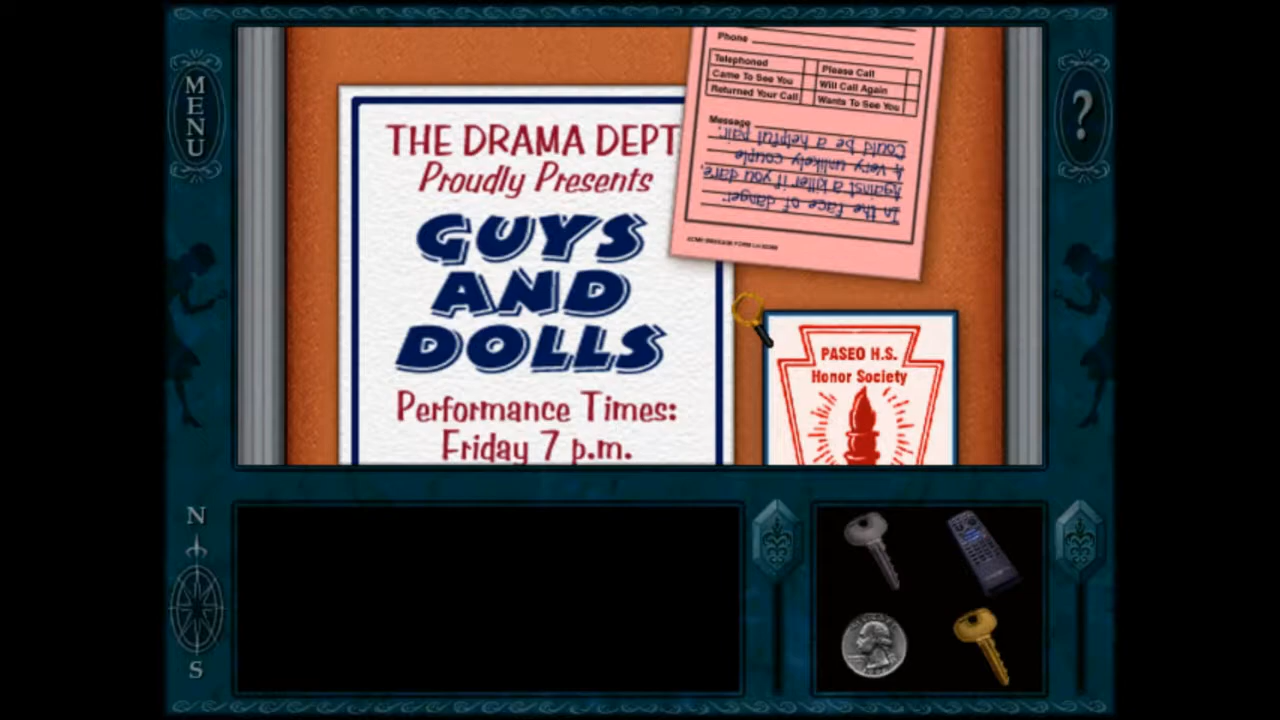 MENU
?
Phone
Telephoned
Please Call
Came To See You
Will Call Again
Returned Your Call
Wants To See You
Message
In the face of danger,
Against a killer if you dare,
A very unlikely couple
Could be a helpful pair.
THE DRAMA DEPT
Proudly Presents
GUYS
AND
DOLLS
Performance Times:
Friday 7 p.m.
PASEO H.S.
Honor Society
N
S